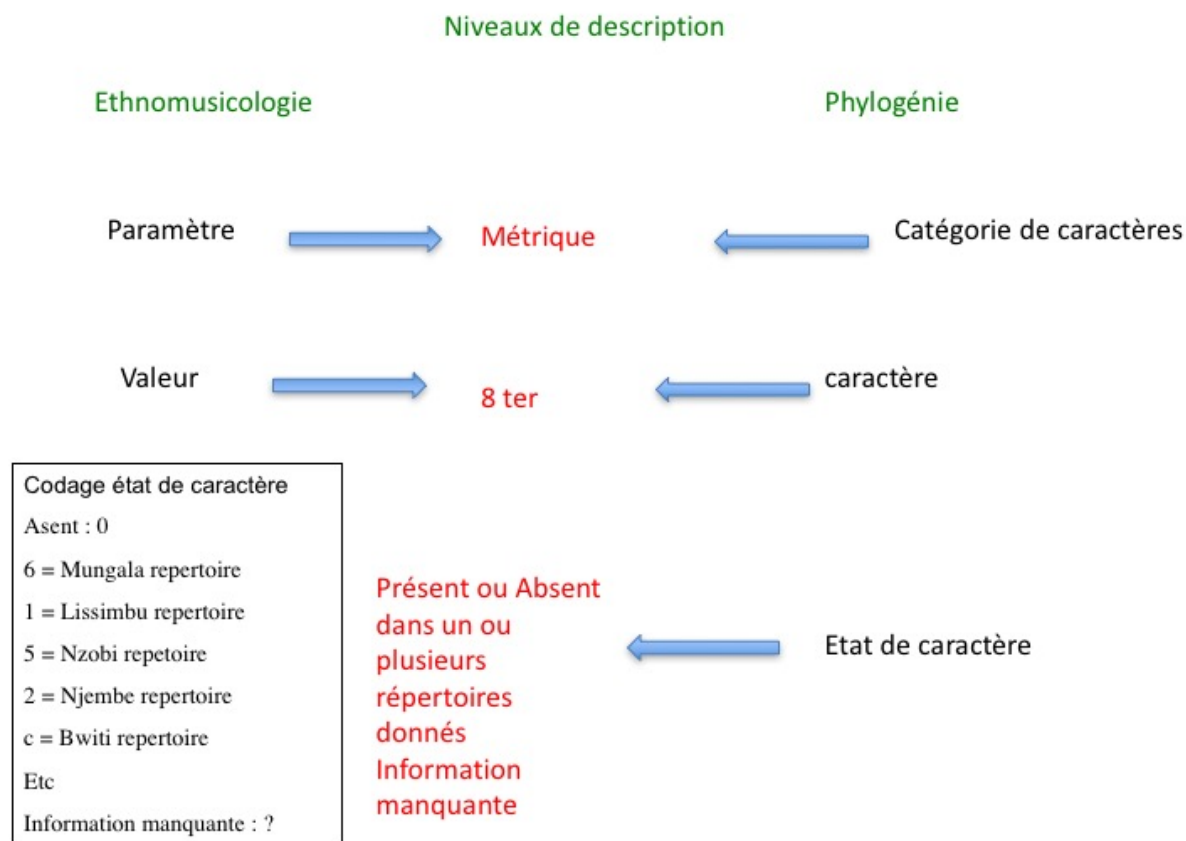 Niveaux de description
Ethnomusicologie
Phylogénie
Paramètre
Métrique
Catégorie de caractères
Valeur
8 ter
caractère
Codage état de caractère
Asent : 0
6 = Mungala repertoire
1 = Lissimbu repertoire
5 = Nzobi repetoire
2 = Njembe repertoire
c = Bwiti repertoire
Etc
Information manquante : ?
Présent ou Absent
dans un ou
plusieurs
répertoires
donnés
Information
manquante
Etat de caractère